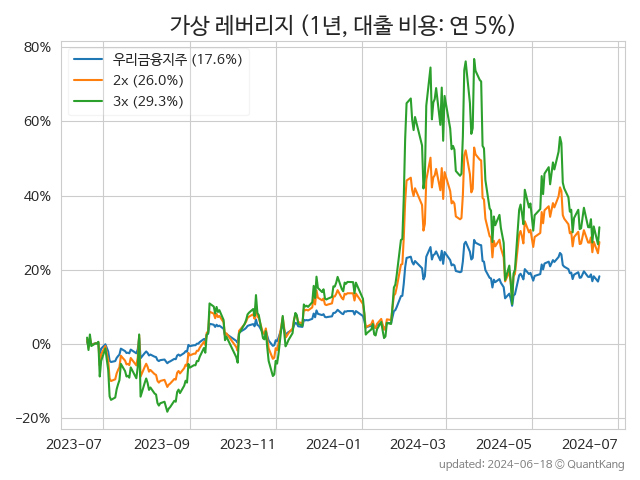 가상 레버리지 (1년, 대출 비용: 연 5%)
80%
60%
40%
20%
0%
−20%
우리금융지주 (17.6%)
2x (26.0%)
3x (29.3%)
2023-07 2023-09 2023-11 2024-01 2024-03 2024-05 2024-07
updated: 2024-06-18 © QuantKang